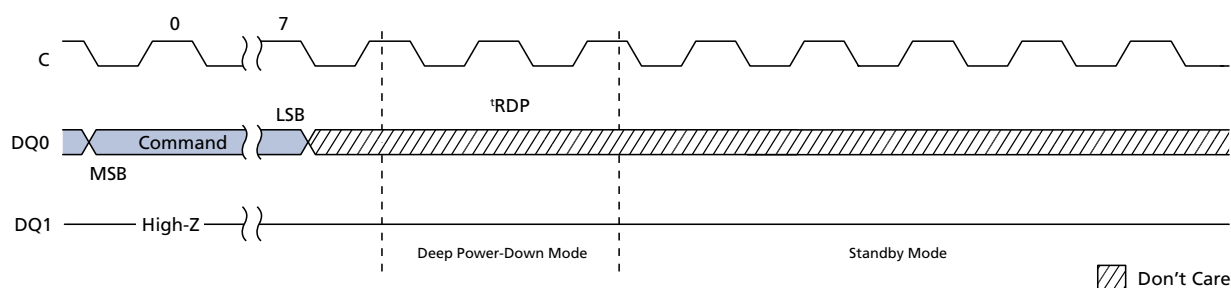 0 7
C
ᵗRDP
LSB
DQ0 Command
MSB
DQ1 High-Z
Deep Power-Down Mode Standby Mode
Don't Care